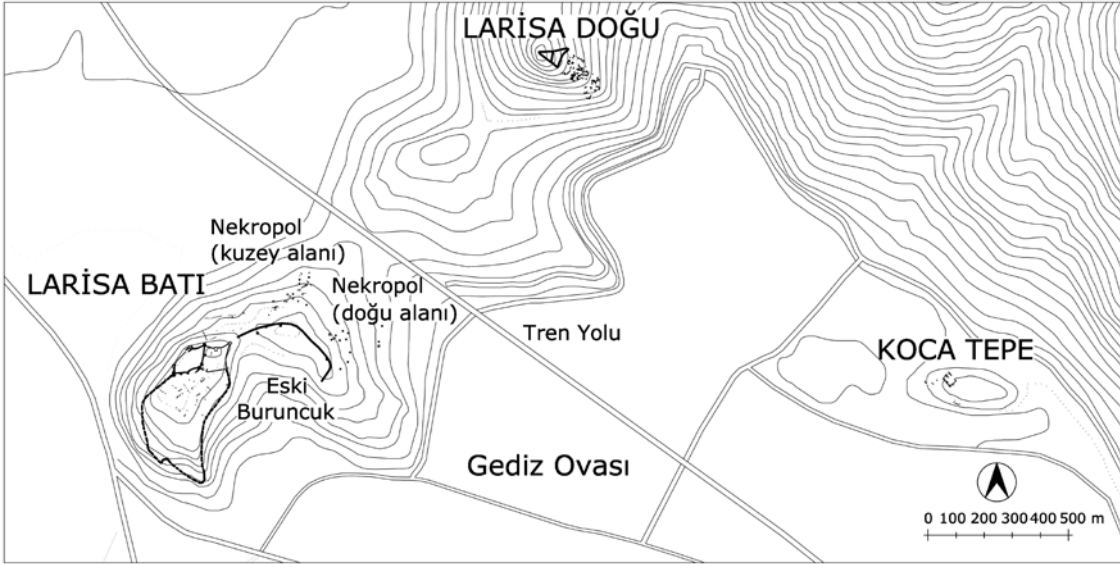 LARİSA DOĞU
Nekropol
(kuzey alanı)
LARİSA BATI
Nekropol
(doğu alanı)
Tren Yolu
KOCA TEPE
Eski
Buruncuk
Gediz Ovası
0 100 200 300 400 500 m